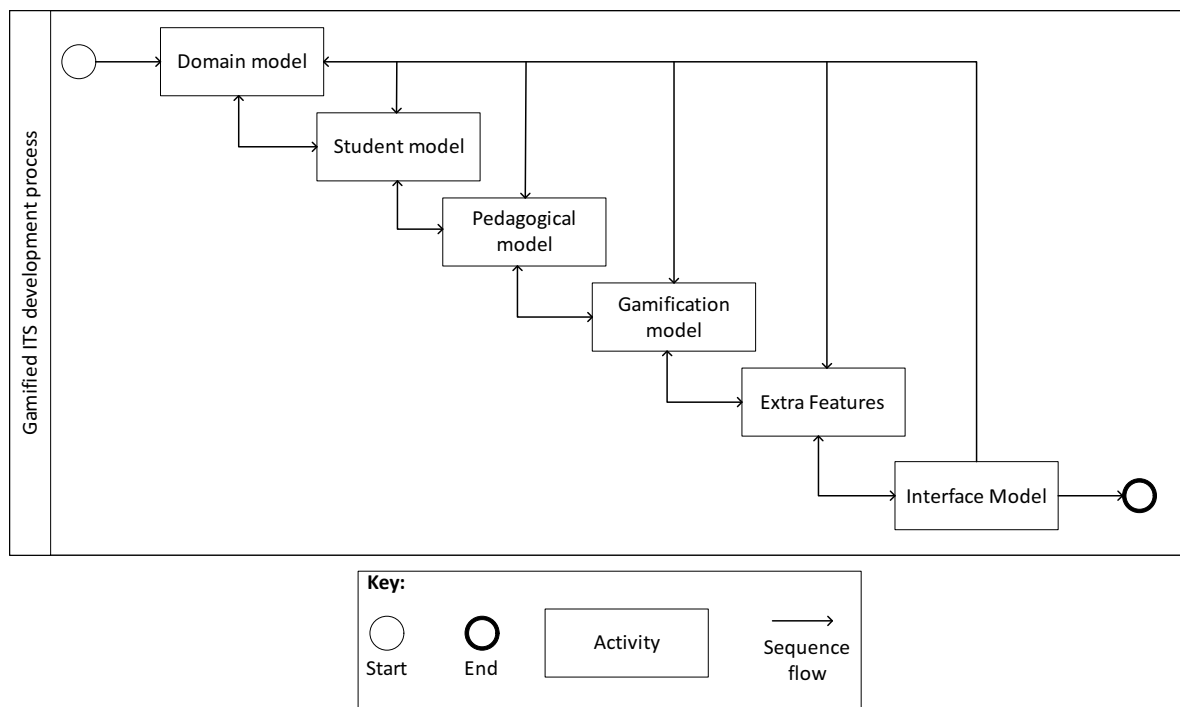 Gamified ITS development process
Domain model
Student model
Pedagogical
model
Gamification
model
Extra Features
Interface Model
Key:
Start
End
Activity
Sequence
flow